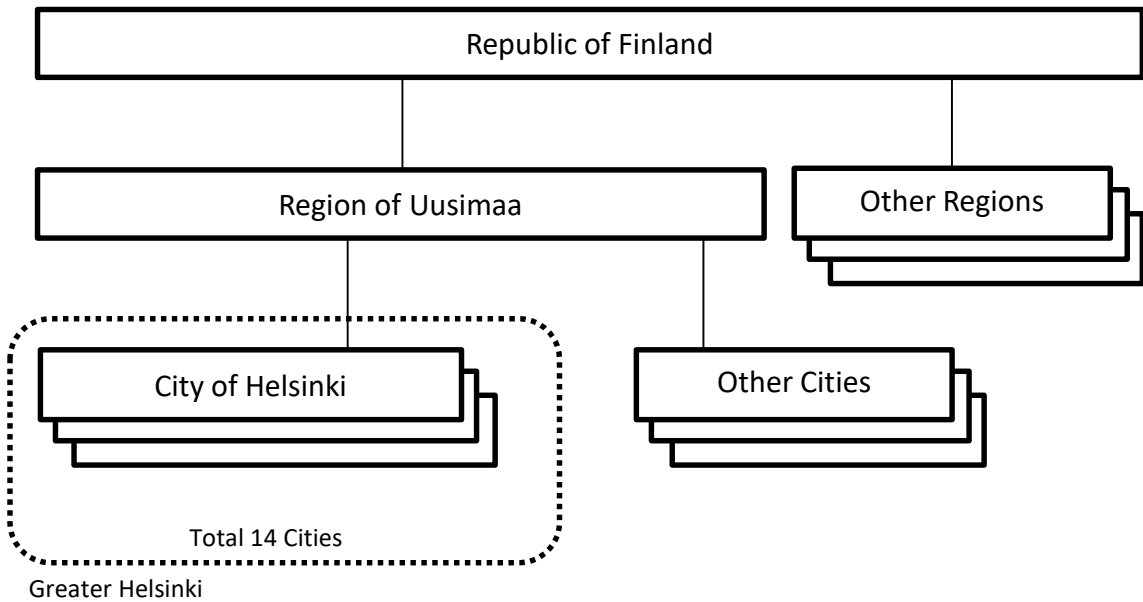 Republic of Finland
Region of Uusimaa
Other Regions
City of Helsinki
Other Cities
Total 14 Cities
Greater Helsinki